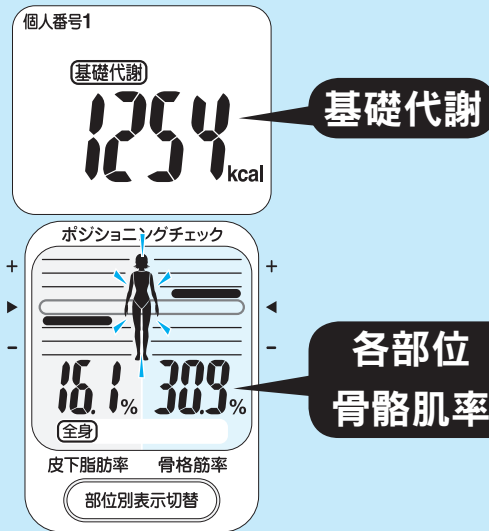 個人番号1
基礎代謝
1254 kcal
基礎代謝
ポジショニングチェック
+ +
▶ ◀
- -
16.1% 30.9%
全身
各部位
骨骼肌率
皮下脂肪率 骨格筋率
部位別表示切替